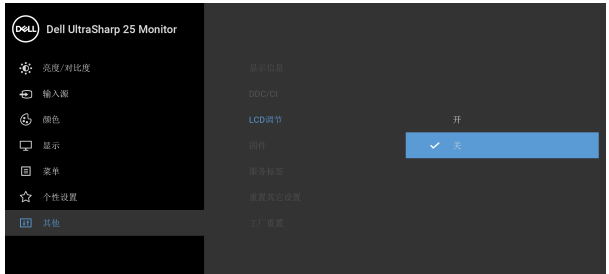 DELL
Dell UltraSharp 25 Monitor
亮度/对比度
输入源
颜色
显示
菜单
个性设置
其他
显示信息
DDC/CI
LCD调节
固件
服务标签
重置其它设置
工厂重置
开
关